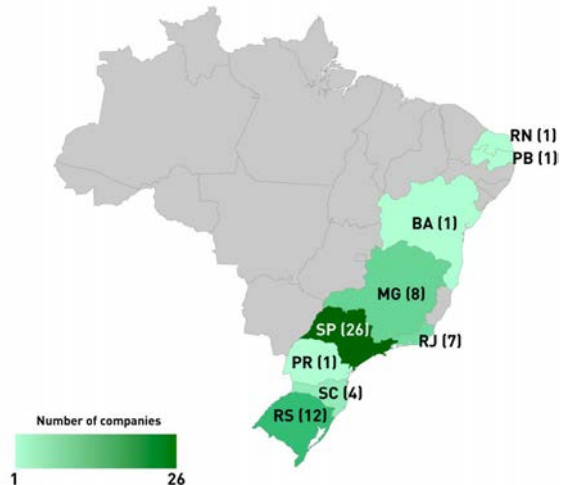 RN (1)
PB (1)
BA (1)
MG (8)
SP (26)
RJ (7)
PR (1)
SC (4)
RS (12)
Number of companies
1 26